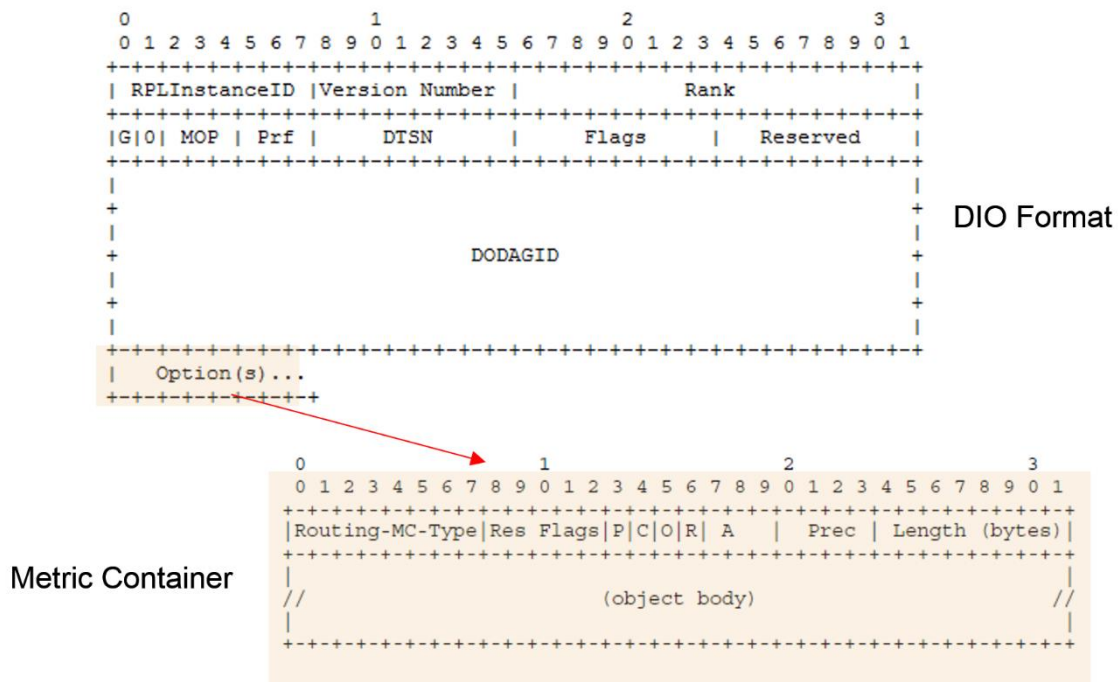 0                   1                   2                   3
0 1 2 3 4 5 6 7 8 9 0 1 2 3 4 5 6 7 8 9 0 1 2 3 4 5 6 7 8 9 0 1
+-+-+-+-+-+-+-+-+-+-+-+-+-+-+-+-+-+-+-+-+-+-+-+-+-+-+-+-+-+-+-+-+
| RPLInstanceID |Version Number |             Rank              |
+-+-+-+-+-+-+-+-+-+-+-+-+-+-+-+-+-+-+-+-+-+-+-+-+-+-+-+-+-+-+-+-+
|G|0| MOP | Prf |     DTSN      |     Flags     |   Reserved    |
+-+-+-+-+-+-+-+-+-+-+-+-+-+-+-+-+-+-+-+-+-+-+-+-+-+-+-+-+-+-+-+-+
|                                                               |
+                                                               +
|                                                               |
+                            DODAGID                            +
|                                                               |
+                                                               +
|                                                               |
+-+-+-+-+-+-+-+-+-+-+-+-+-+-+-+-+-+-+-+-+-+-+-+-+-+-+-+-+-+-+-+-+
|   Option(s)...
+-+-+-+-+-+-+-+-+
DIO Format
0                   1                   2                   3
0 1 2 3 4 5 6 7 8 9 0 1 2 3 4 5 6 7 8 9 0 1 2 3 4 5 6 7 8 9 0 1
+-+-+-+-+-+-+-+-+-+-+-+-+-+-+-+-+-+-+-+-+-+-+-+-+-+-+-+-+-+-+-+-+
|Routing-MC-Type|Res Flags|P|C|O|R| A   |  Prec | Length (bytes)|
+-+-+-+-+-+-+-+-+-+-+-+-+-+-+-+-+-+-+-+-+-+-+-+-+-+-+-+-+-+-+-+-+
|                                                               |
//                        (object body)                        //
|                                                               |
+-+-+-+-+-+-+-+-+-+-+-+-+-+-+-+-+-+-+-+-+-+-+-+-+-+-+-+-+-+-+-+-+
Metric Container